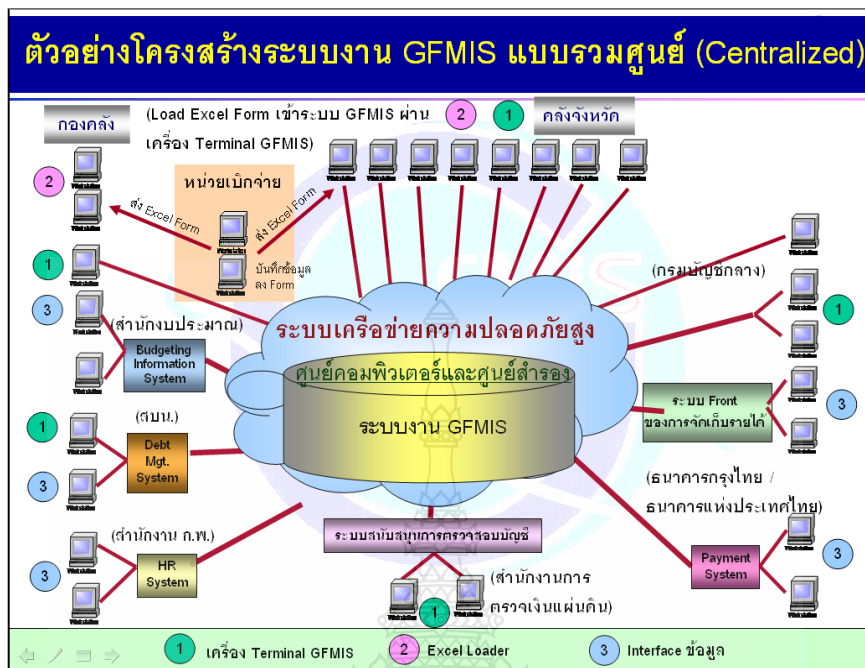 ตัวอย่างโครงสร้างระบบงาน GFMIS แบบรวมศูนย์ (Centralized)
กองคลัง
(Load Excel Form เข้าระบบ GFMIS ผ่าน
เครื่อง Terminal GFMIS)
2
1
คลังจังหวัด
2
หน่วยเบิกจ่าย
ส่ง Excel Form
ส่ง Excel Form
บันทึกข้อมูล
ลง Form
1
(กรมบัญชีกลาง)
1
3
(สำนักงบประมาณ)
Budgeting
Information
System
ระบบเครือข่ายความปลอดภัยสูง
ศูนย์คอมพิวเตอร์และศูนย์สำรอง
ระบบงาน GFMIS
ระบบ Front
ของการจัดเก็บรายได้
3
1
(สบน.)
Debt
Mgt.
System
3
(ธนาคารกรุงไทย /
ธนาคารแห่งประเทศไทย)
(สำนักงาน ก.พ.)
HR
System
3
ระบบสนับสนุนการตรวจสอบบัญชี
(สำนักงานการ
ตรวจเงินแผ่นดิน)
1
Payment
System
3
1 เครื่อง Terminal GFMIS
2 Excel Loader
3 Interface ข้อมูล